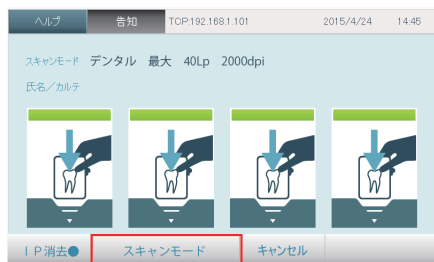 ヘルプ 告知 TCP:192.168.1.101 2015/4/24 14:45
スキャンモード デンタル 最大 40Lp 2000dpi
氏名／カルテ
ＩＰ消去● スキャンモード キャンセル